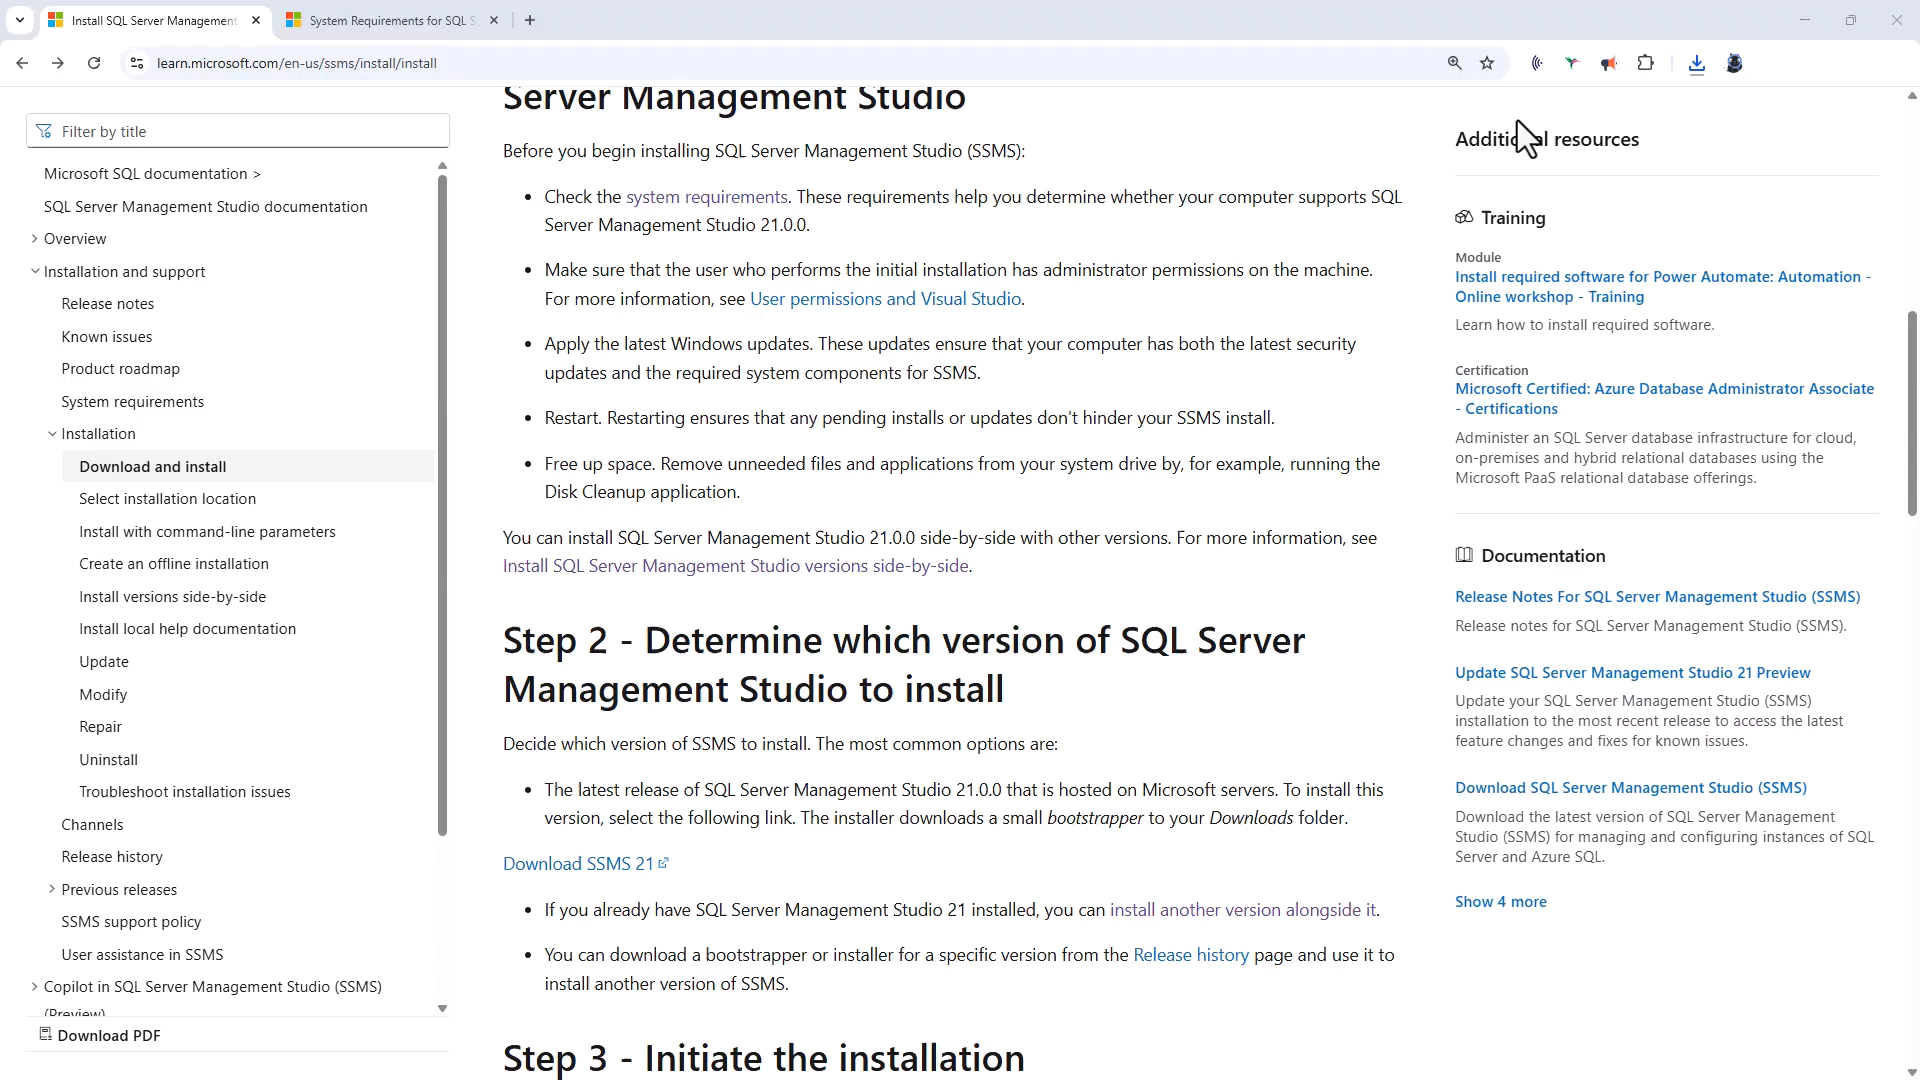 Install SQL Server Management
System Requirements for SQL S
learn.microsoft.com/en-us/ssms/install/install
Filter by title
Microsoft SQL documentation >
SQL Server Management Studio documentation
Overview
Installation and support
Release notes
Known issues
Product roadmap
System requirements
Installation
Download and install
Select installation location
Install with command-line parameters
Create an offline installation
Install versions side-by-side
Install local help documentation
Update
Modify
Repair
Uninstall
Troubleshoot installation issues
Channels
Release history
Previous releases
SSMS support policy
User assistance in SSMS
Copilot in SQL Server Management Studio (SSMS)
(Preview)
Download PDF
Server Management Studio
Before you begin installing SQL Server Management Studio (SSMS):
• Check the system requirements. These requirements help you determine whether your computer supports SQL
Server Management Studio 21.0.0.
• Make sure that the user who performs the initial installation has administrator permissions on the machine.
For more information, see User permissions and Visual Studio.
• Apply the latest Windows updates. These updates ensure that your computer has both the latest security
updates and the required system components for SSMS.
• Restart. Restarting ensures that any pending installs or updates don't hinder your SSMS install.
• Free up space. Remove unneeded files and applications from your system drive by, for example, running the
Disk Cleanup application.
You can install SQL Server Management Studio 21.0.0 side-by-side with other versions. For more information, see
Install SQL Server Management Studio versions side-by-side.
Step 2 - Determine which version of SQL Server
Management Studio to install
Decide which version of SSMS to install. The most common options are:
• The latest release of SQL Server Management Studio 21.0.0 that is hosted on Microsoft servers. To install this
version, select the following link. The installer downloads a small bootstrapper to your Downloads folder.
Download SSMS 21
• If you already have SQL Server Management Studio 21 installed, you can install another version alongside it.
• You can download a bootstrapper or installer for a specific version from the Release history page and use it to
install another version of SSMS.
Step 3 - Initiate the installation
Additional resources
Training
Module
Install required software for Power Automate: Automation -
Online workshop - Training
Learn how to install required software.
Certification
Microsoft Certified: Azure Database Administrator Associate
- Certifications
Administer an SQL Server database infrastructure for cloud,
on-premises and hybrid relational databases using the
Microsoft PaaS relational database offerings.
Documentation
Release Notes For SQL Server Management Studio (SSMS)
Release notes for SQL Server Management Studio (SSMS).
Update SQL Server Management Studio 21 Preview
Update your SQL Server Management Studio (SSMS)
installation to the most recent release to access the latest
feature changes and fixes for known issues.
Download SQL Server Management Studio (SSMS)
Download the latest version of SQL Server Management
Studio (SSMS) for managing and configuring instances of SQL
Server and Azure SQL.
Show 4 more